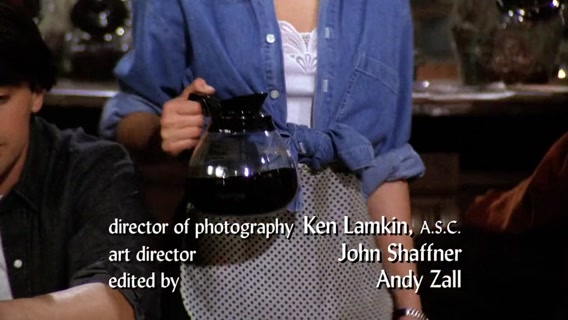 director of photography Ken Lamkin, A.S.C.
art director John Shaffner
edited by Andy Zall